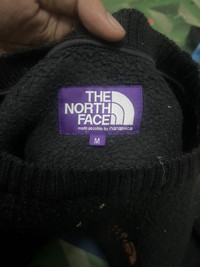 THE
NORTH
FACE
made possible by nanamica
M